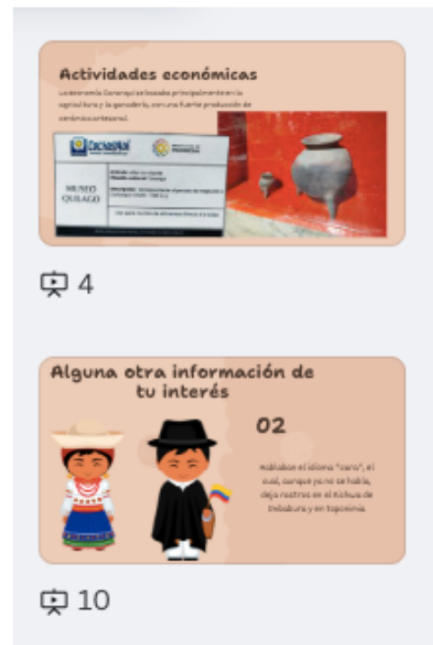 Actividades económicas
La economía Caranqui se basaba principalmente en la
agricultura y la ganadería, con una fuerte producción de
cerámica artesanal.
MUSEO
QUILAGO
4
Alguna otra información de
tu interés
02
Hablaban el idioma "cara", el
cual, aunque ya no se habla,
deja rastros en el Kichwa de
Imbabura y en toponimia.
10